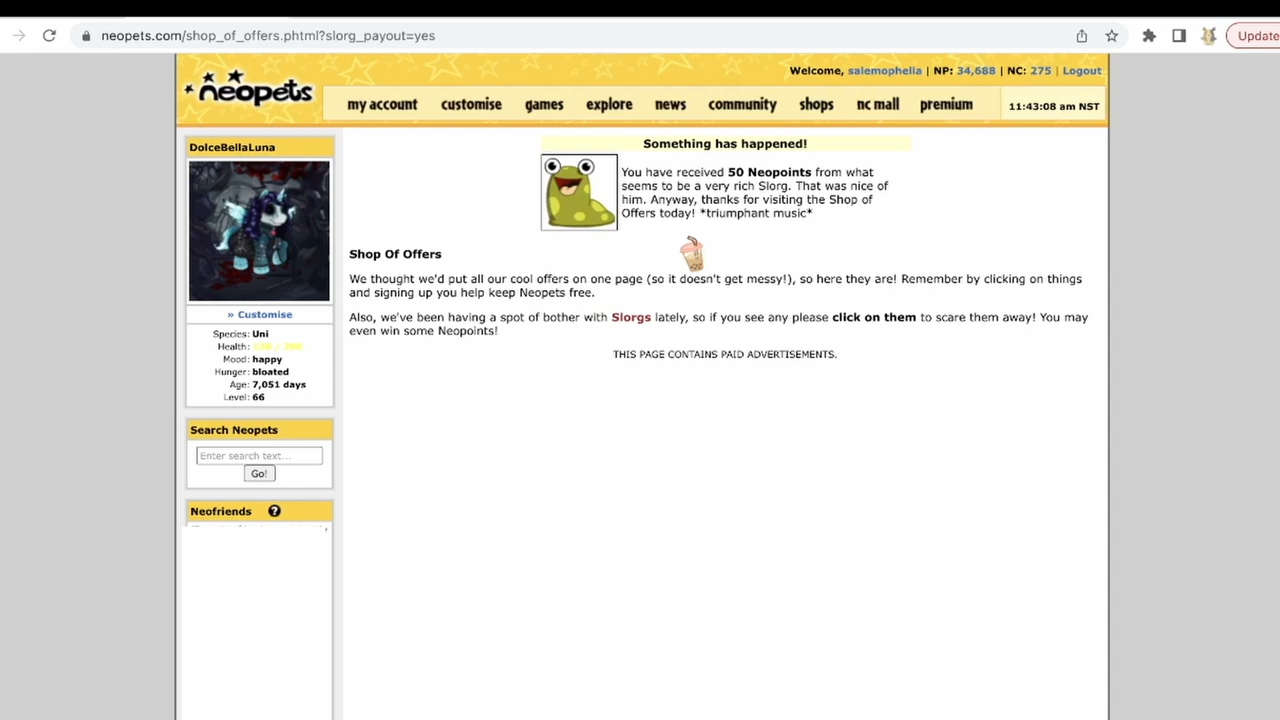 neopets.com/shop_of_offers.phtml?slorg_payout=yes
Update
neopets
Welcome, salemophelia | NP: 34,688 | NC: 275 | Logout
my account customise games explore news community shops nc mall premium 11:43:08 am NST
DolceBellaLuna
» Customise
Species: Uni
Health:
Mood: happy
Hunger: bloated
Age: 7,051 days
Level: 66
Search Neopets
Enter search text...
Go!
Neofriends ?
Something has happened!
You have received 50 Neopoints from what
seems to be a very rich Slorg. That was nice of
him. Anyway, thanks for visiting the Shop of
Offers today! *triumphant music*
Shop Of Offers
We thought we'd put all our cool offers on one page (so it doesn't get messy!), so here they are! Remember by clicking on things
and signing up you help keep Neopets free.
Also, we've been having a spot of bother with Slorgs lately, so if you see any please click on them to scare them away! You may
even win some Neopoints!
THIS PAGE CONTAINS PAID ADVERTISEMENTS.